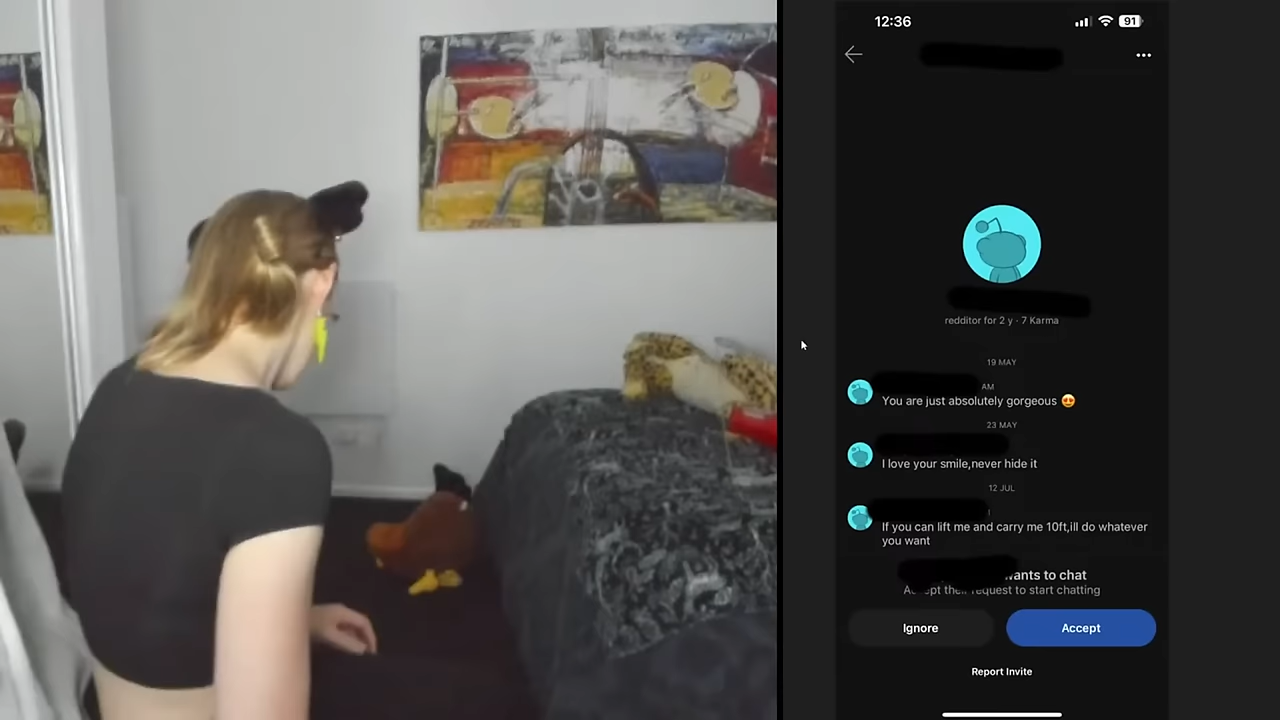 12:36
91
redditor for 2 y · 7 Karma
19 MAY
AM
You are just absolutely gorgeous 😍
23 MAY
I love your smile,never hide it
12 JUL
If you can lift me and carry me 10ft,ill do whatever
you want
wants to chat
Accept their request to start chatting
Ignore
Accept
Report Invite